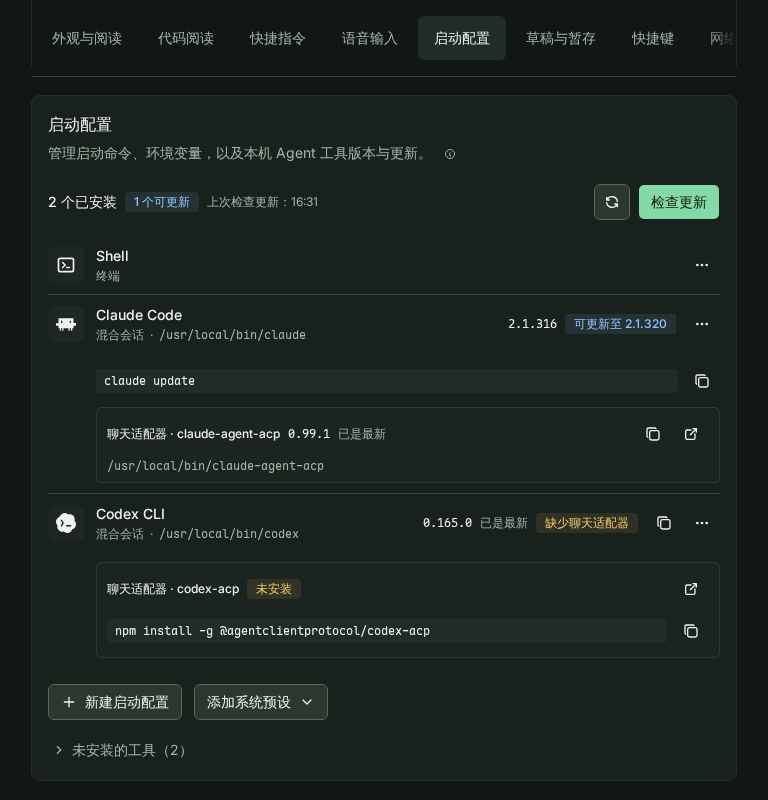 外观与阅读 代码阅读 快捷指令 语音输入 启动配置 草稿与暂存 快捷键 网络
启动配置
管理启动命令、环境变量，以及本机 Agent 工具版本与更新。
2 个已安装 1 个可更新 上次检查更新：16:31 检查更新
Shell
终端
Claude Code
混合会话 · /usr/local/bin/claude
2.1.316 可更新至 2.1.320
claude update
聊天适配器 · claude-agent-acp 0.99.1 已是最新
/usr/local/bin/claude-agent-acp
Codex CLI
混合会话 · /usr/local/bin/codex
0.165.0 已是最新 缺少聊天适配器
聊天适配器 · codex-acp 未安装
npm install -g @agentclientprotocol/codex-acp
新建启动配置 添加系统预设
未安装的工具（2）